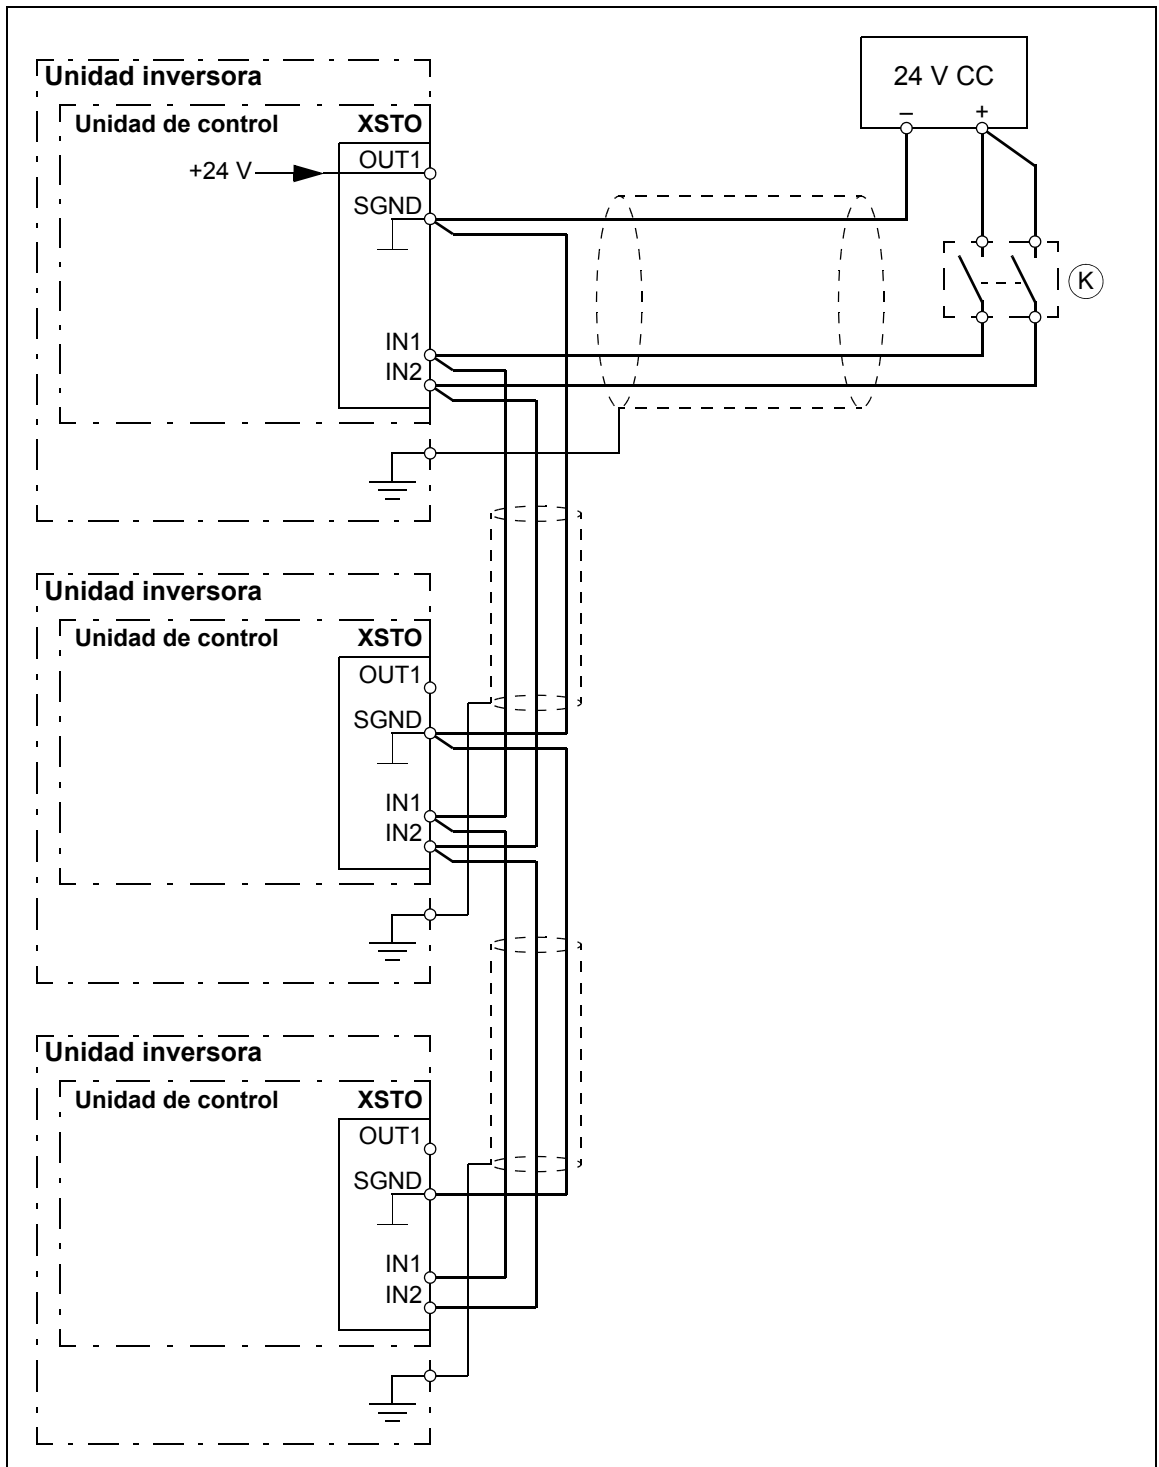 24 V CC
– +
Unidad inversora
Unidad de control XSTO
OUT1
+24 V
SGND
K
IN1
IN2
Unidad inversora
Unidad de control XSTO
OUT1
SGND
IN1
IN2
Unidad inversora
Unidad de control XSTO
OUT1
SGND
IN1
IN2